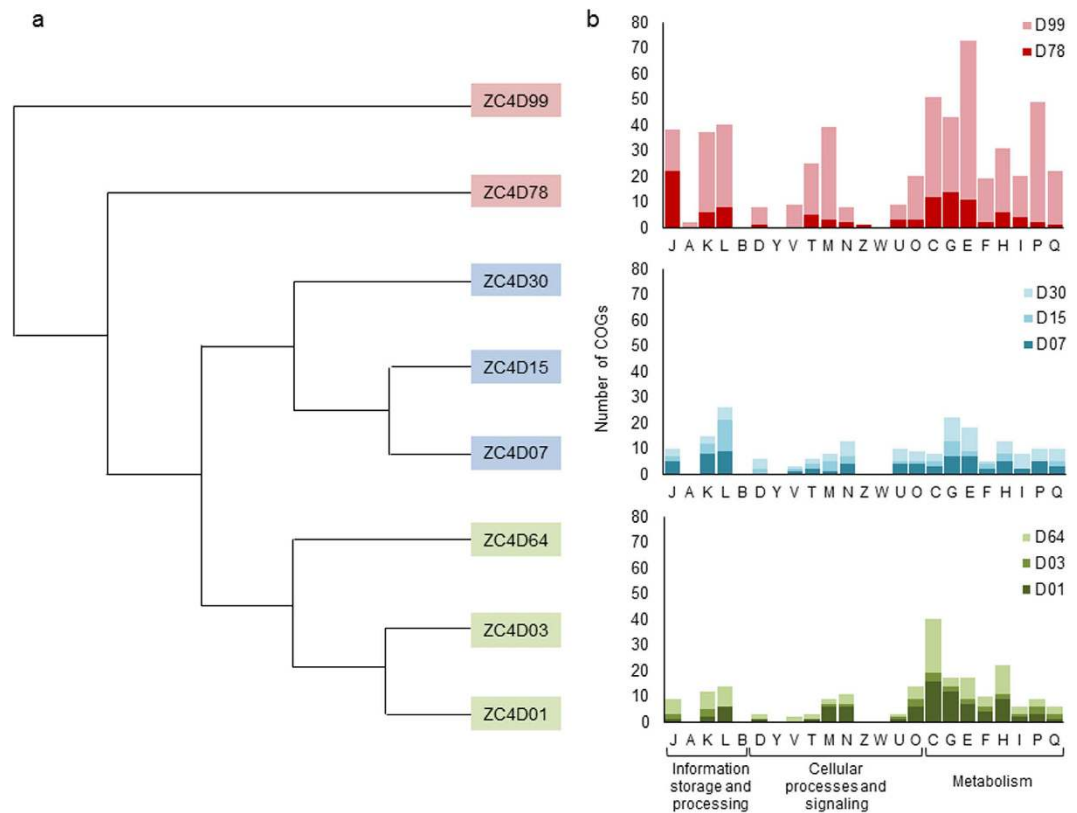 a
ZC4D99
ZC4D78
ZC4D30
ZC4D15
ZC4D07
ZC4D64
ZC4D03
ZC4D01
b
Number of COGs
80
70
60
50
40
30
20
10
0
D99
D78
J A K L B D Y V T M N Z W U O C G E F H I P Q
80
70
60
50
40
30
20
10
0
D30
D15
D07
J A K L B D Y V T M N Z W U O C G E F H I P Q
80
70
60
50
40
30
20
10
0
D64
D03
D01
J A K L B D Y V T M N Z W U O C G E F H I P Q
Information
storage and
processing
Cellular
processes and
signaling
Metabolism